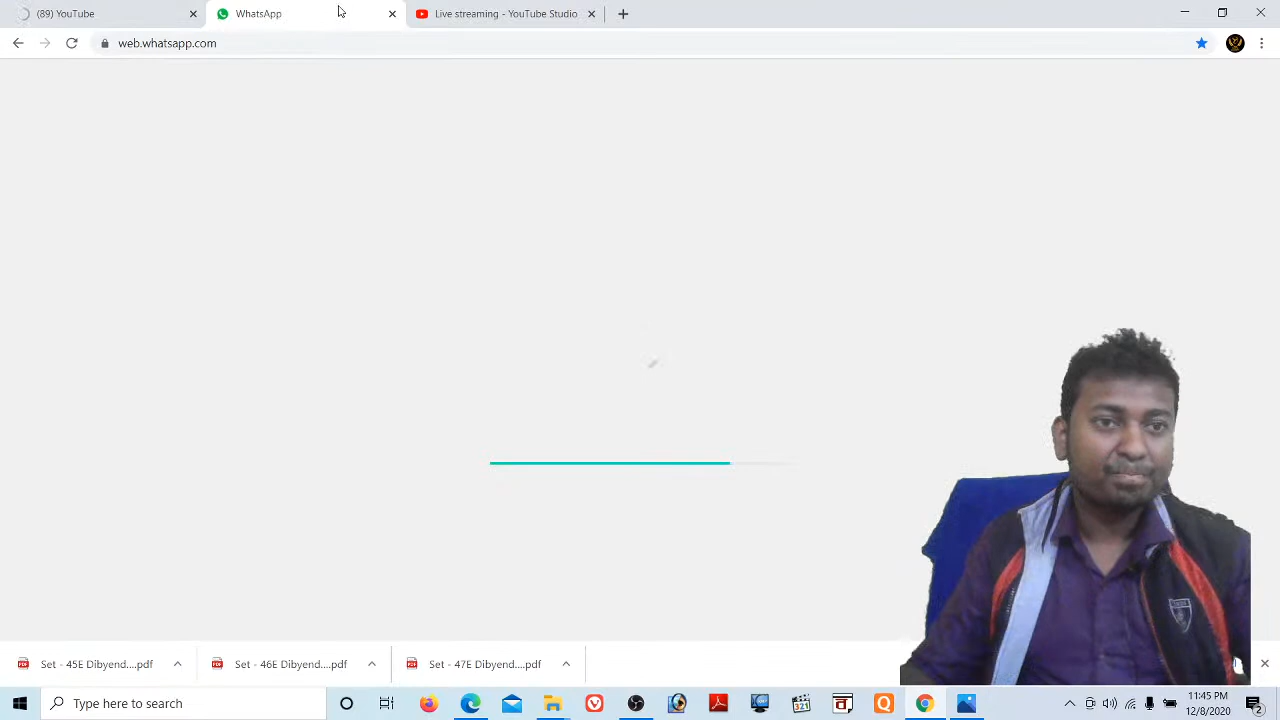 (89) YouTube
WhatsApp
Live streaming - YouTube Studio
web.whatsapp.com
Set - 45E Dibyend....pdf
Set - 46E Dibyend....pdf
Set - 47E Dibyend....pdf
Type here to search
11:45 PM
12/8/2020
2